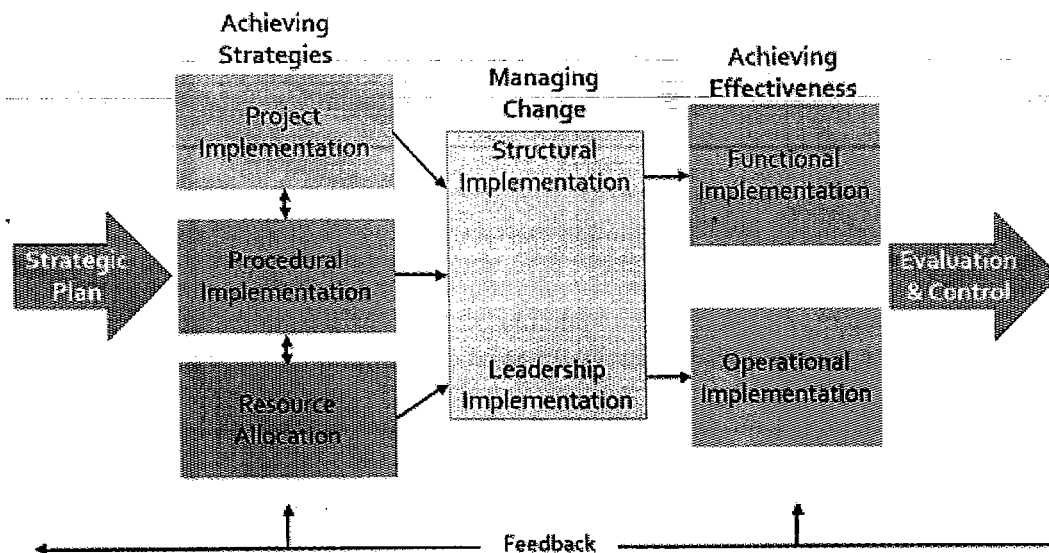 Achieving
Strategies
Project
Implementation
Procedural
Implementation
Resource
Allocation
Strategic
Plan
Managing
Change
Structural
Implementation
Leadership
Implementation
Achieving
Effectiveness
Functional
Implementation
Operational
Implementation
Evaluation
& Control
Feedback